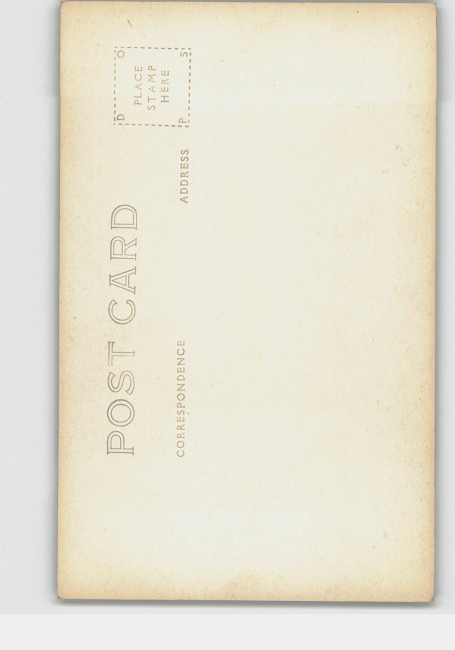 POST CARD
D O
PLACE
STAMP
HERE
P S
CORRESPONDENCE
ADDRESS